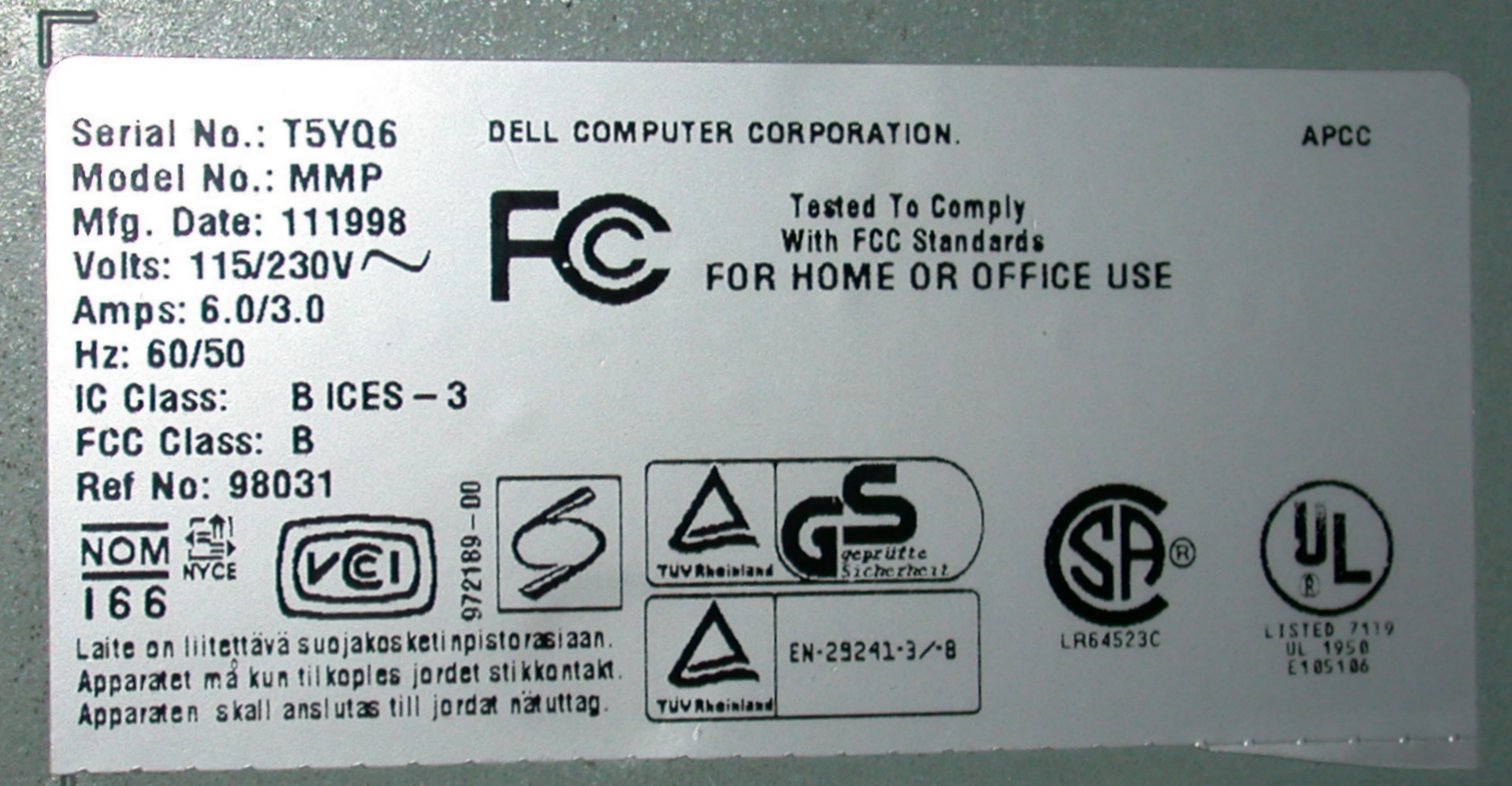 Serial No.: T5YQ6
Model No.: MMP
Mfg. Date: 111998
Volts: 115/230V~
Amps: 6.0/3.0
Hz: 60/50
IC Class: B ICES – 3
FCC Class: B
Ref No: 98031
DELL COMPUTER CORPORATION.
APCC
FC
Tested To Comply
With FCC Standards
FOR HOME OR OFFICE USE
NOM
166
NYCE
VCI
9721189-00
S
TÜV Rheinland
GS
geprüfte
Sicherheit
TÜV Rheinland
EN-29241-3/-8
SA®
LR64523C
UL
®
LISTED 7119
UL 1950
E105106
Laite on liitettävä suojakosketinpistorasiaan.
Apparatet må kun tilkoples jordet stikkontakt.
Apparaten skall anslutas till jordat nätuttag.